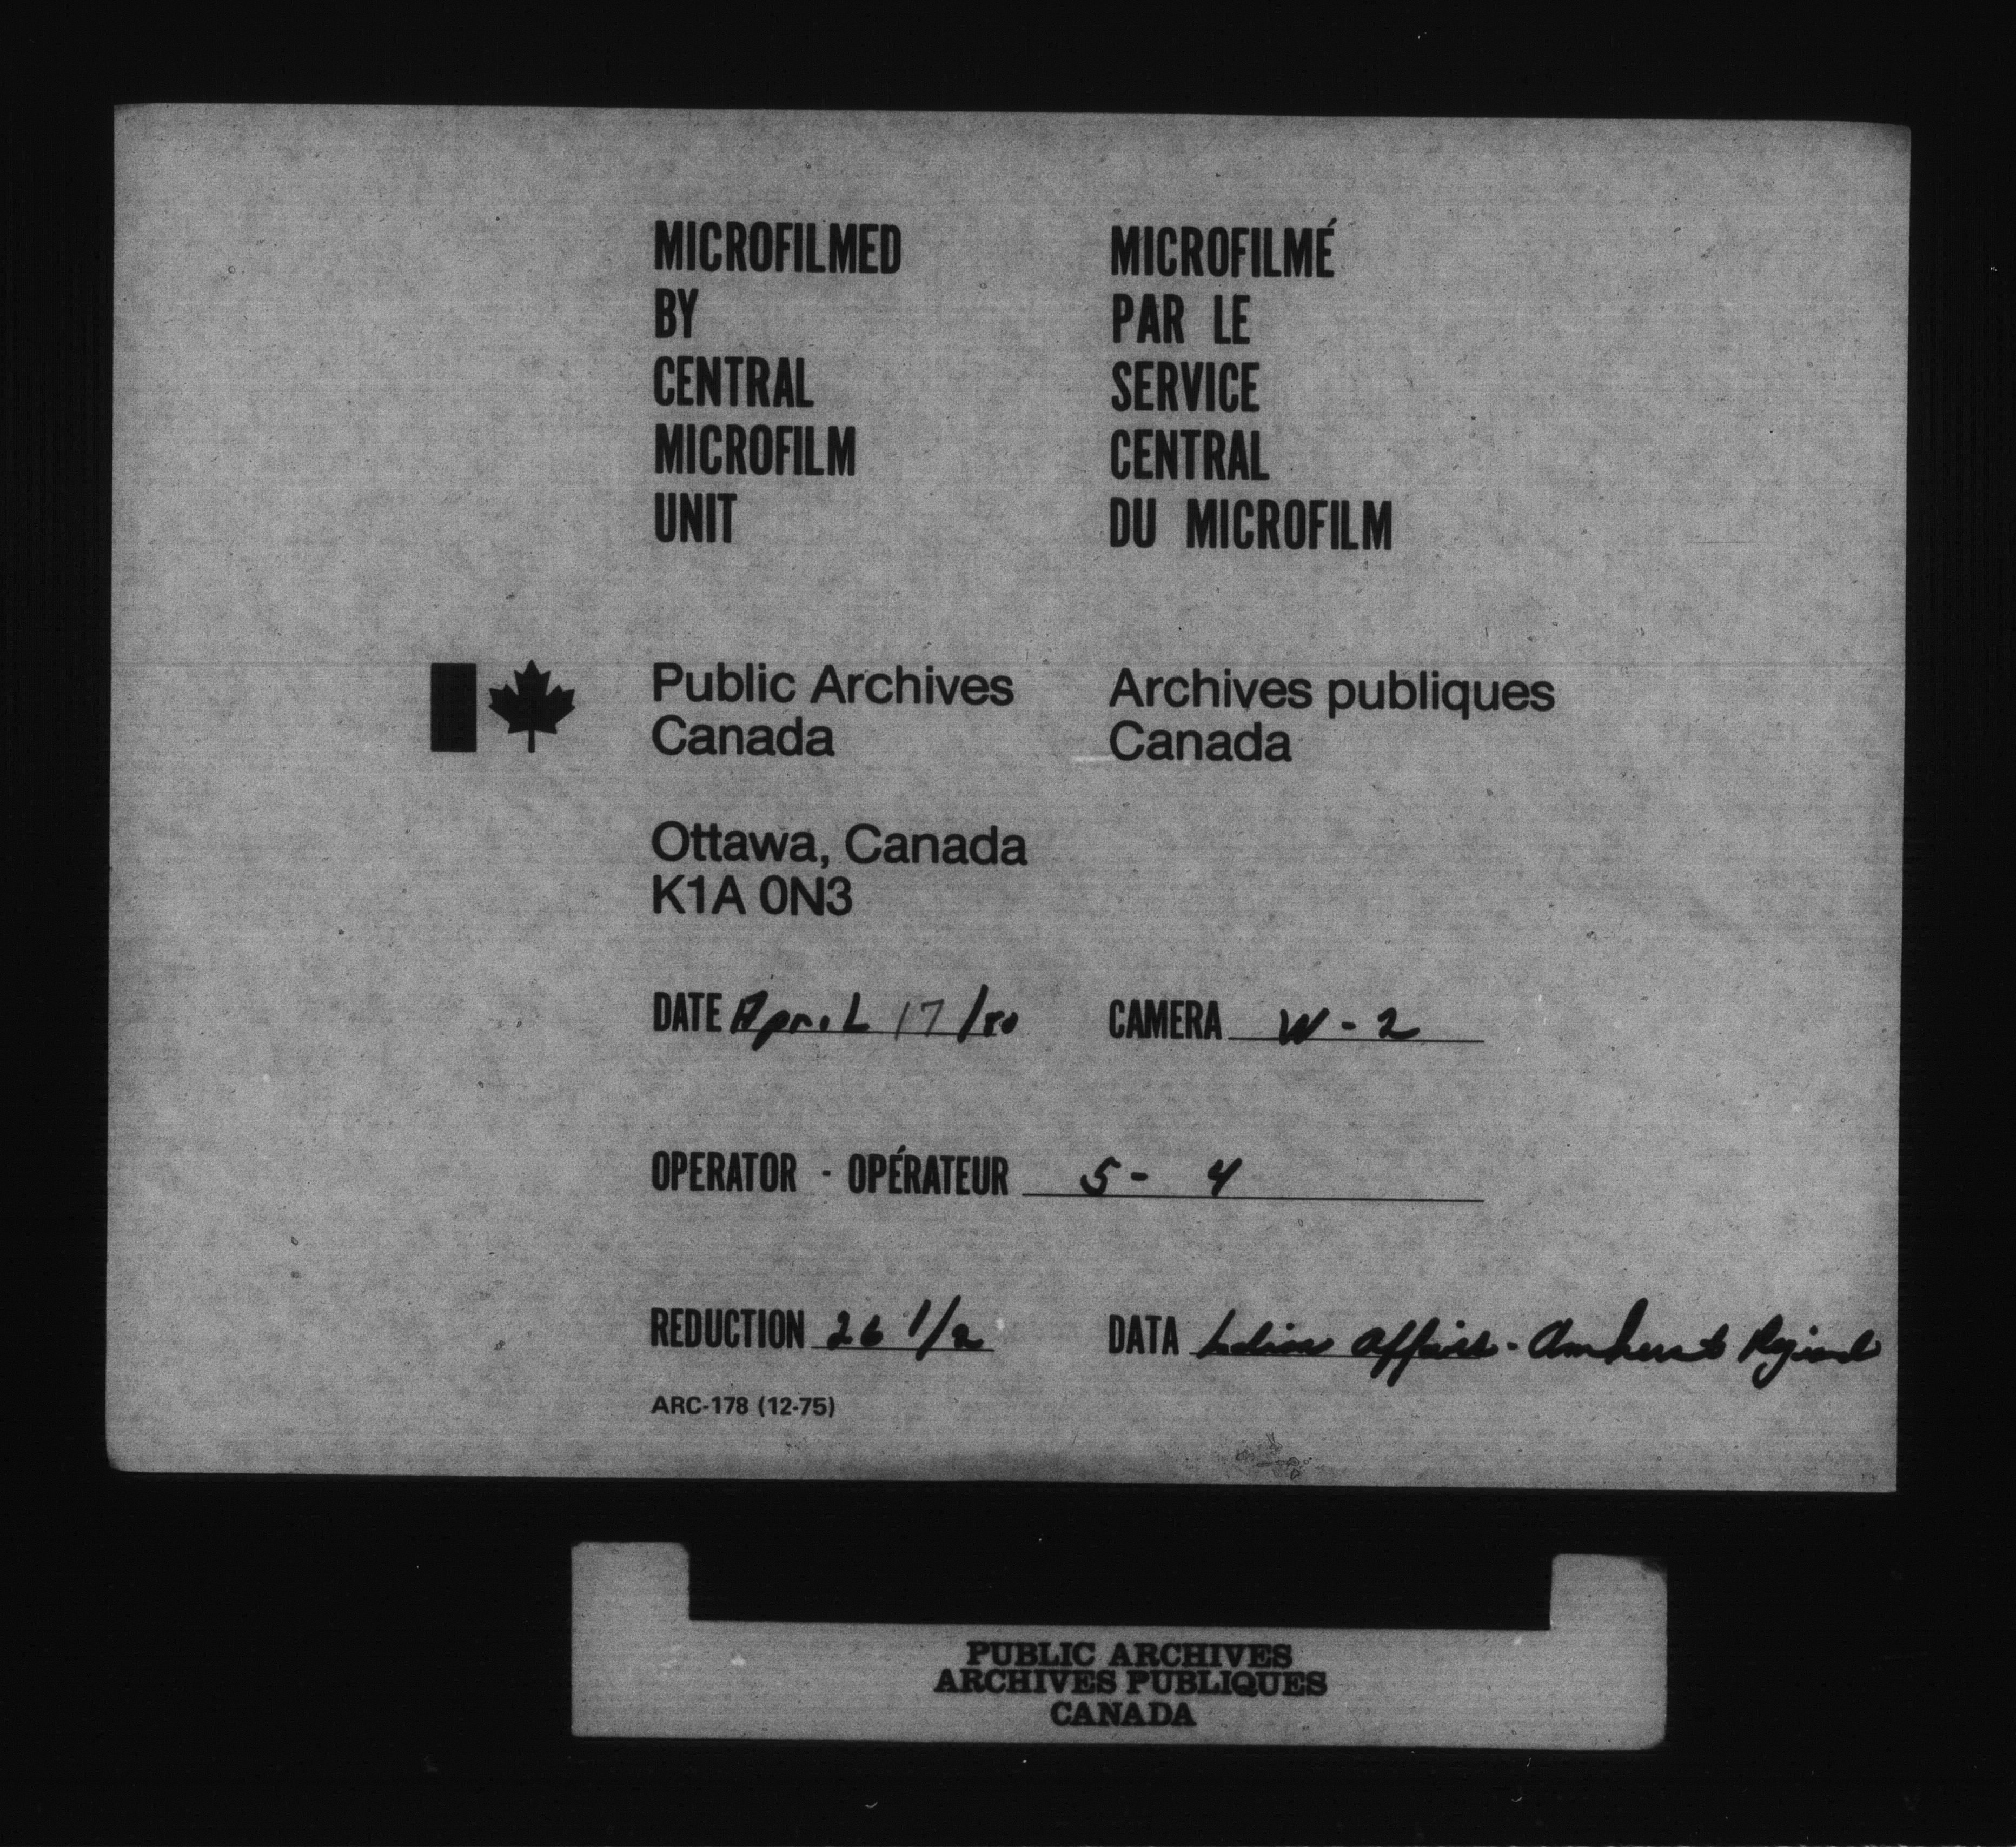 MICROFILMED
BY
CENTRAL
MICROFILM
UNIT
MICROFILMÉ
PAR LE
SERVICE
CENTRAL
DU MICROFILM
Public Archives
Canada
Archives publiques
Canada
Ottawa, Canada
K1A 0N3
DATE April 17/80
CAMERA W-2
OPERATOR - OPÉRATEUR 5- 4
REDUCTION 26 1/2
DATA Indian Affairs - Amherst
ARC-178 (12-75)
PUBLIC ARCHIVES
ARCHIVES PUBLIQUES
CANADA